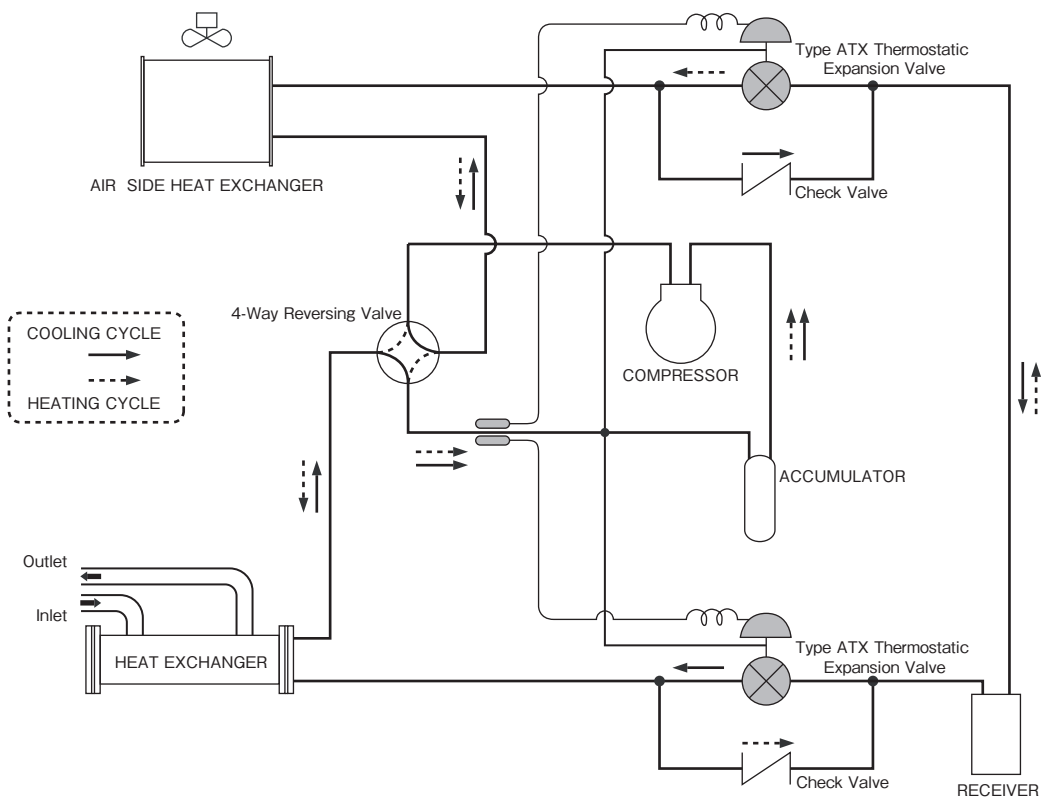 Type ATX Thermostatic
Expansion Valve
Check Valve
AIR SIDE HEAT EXCHANGER
4-Way Reversing Valve
COOLING CYCLE
HEATING CYCLE
COMPRESSOR
ACCUMULATOR
Outlet
Inlet
HEAT EXCHANGER
Type ATX Thermostatic
Expansion Valve
Check Valve
RECEIVER